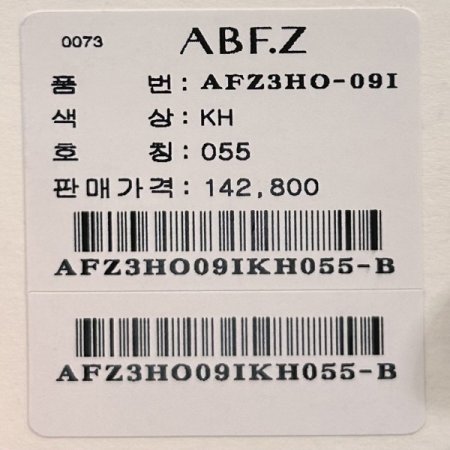 0073 ABF.Z
품 번 : AFZ3HO-09I
색 상 : KH
호 칭 : 055
판매가격 : 142,800
AFZ3HO09IKH055-B
AFZ3HO09IKH055-B